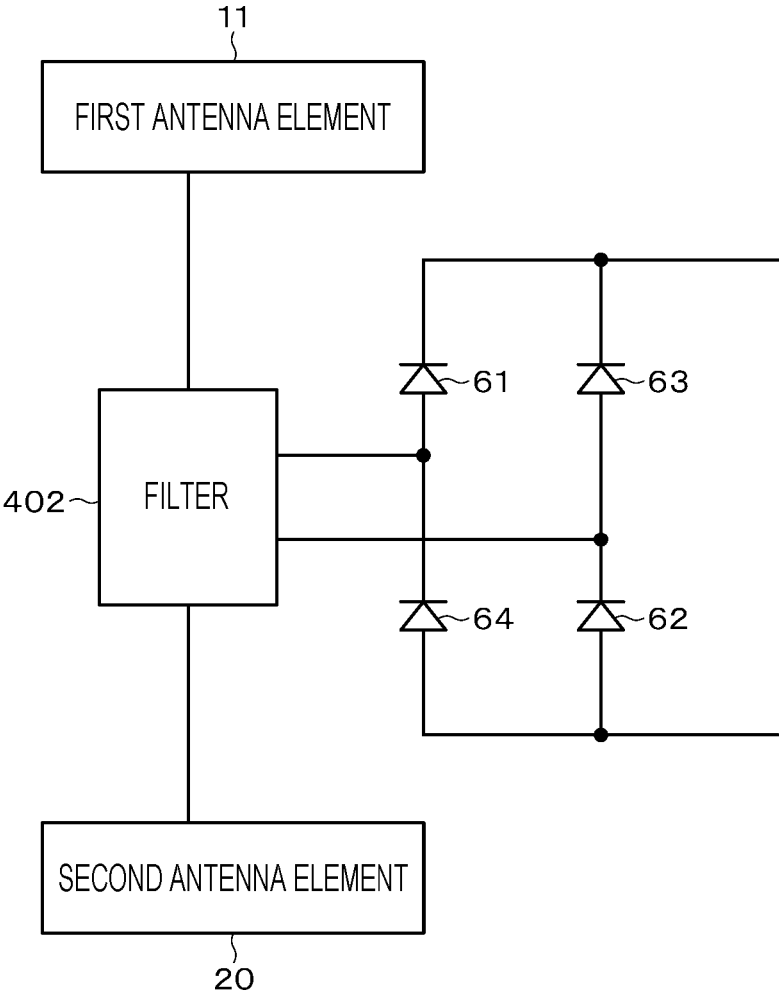 11
FIRST ANTENNA ELEMENT
61
63
402
FILTER
64
62
SECOND ANTENNA ELEMENT
20